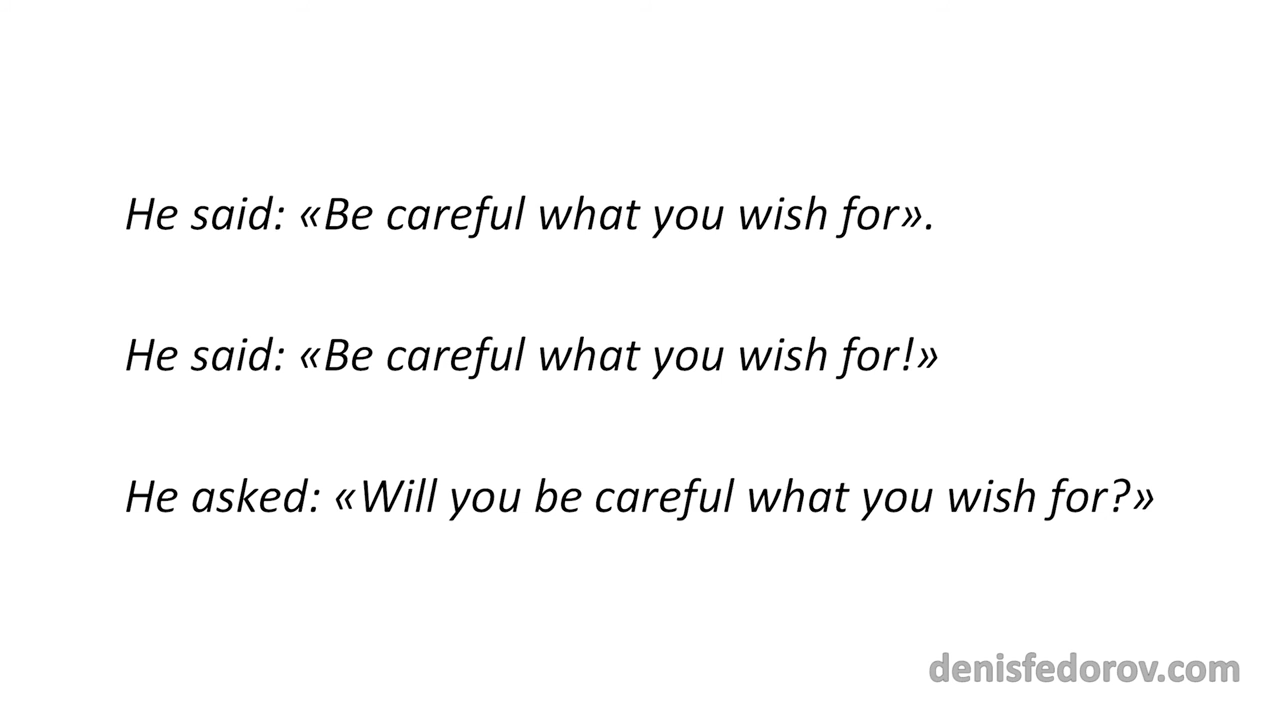 He said: «Be careful what you wish for».
He said: «Be careful what you wish for!»
He asked: «Will you be careful what you wish for?»
denisfedorov.com